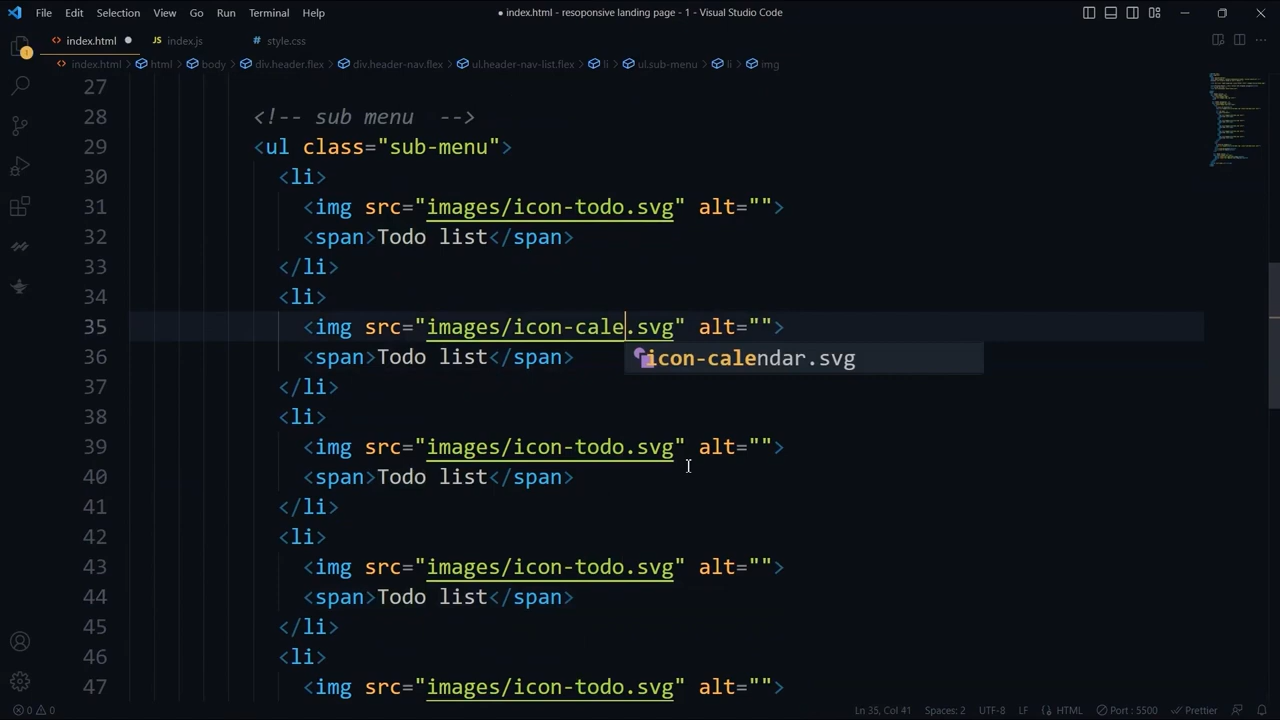 File Edit Selection View Go Run Terminal Help ● index.html - resoponsive landing page - 1 - Visual Studio Code
<> index.html ● JS index.js # style.css
<> index.html > html > body > div.header.flex > div.header-nav.flex > ul.header-nav-list.flex > li > ul.sub-menu > li > img
1
27
28 <!-- sub menu -->
29 <ul class="sub-menu">
30 <li>
31 <img src="images/icon-todo.svg" alt="">
32 <span>Todo list</span>
33 </li>
34 <li>
35 <img src="images/icon-cale.svg" alt="">
36 <span>Todo list</span>
icon-calendar.svg
37 </li>
38 <li>
39 <img src="images/icon-todo.svg" alt="">
40 <span>Todo list</span>
41 </li>
42 <li>
43 <img src="images/icon-todo.svg" alt="">
44 <span>Todo list</span>
45 </li>
46 <li>
47 <img src="images/icon-todo.svg" alt="">
0 0 Ln 35, Col 41 Spaces: 2 UTF-8 LF HTML Port : 5500 Prettier